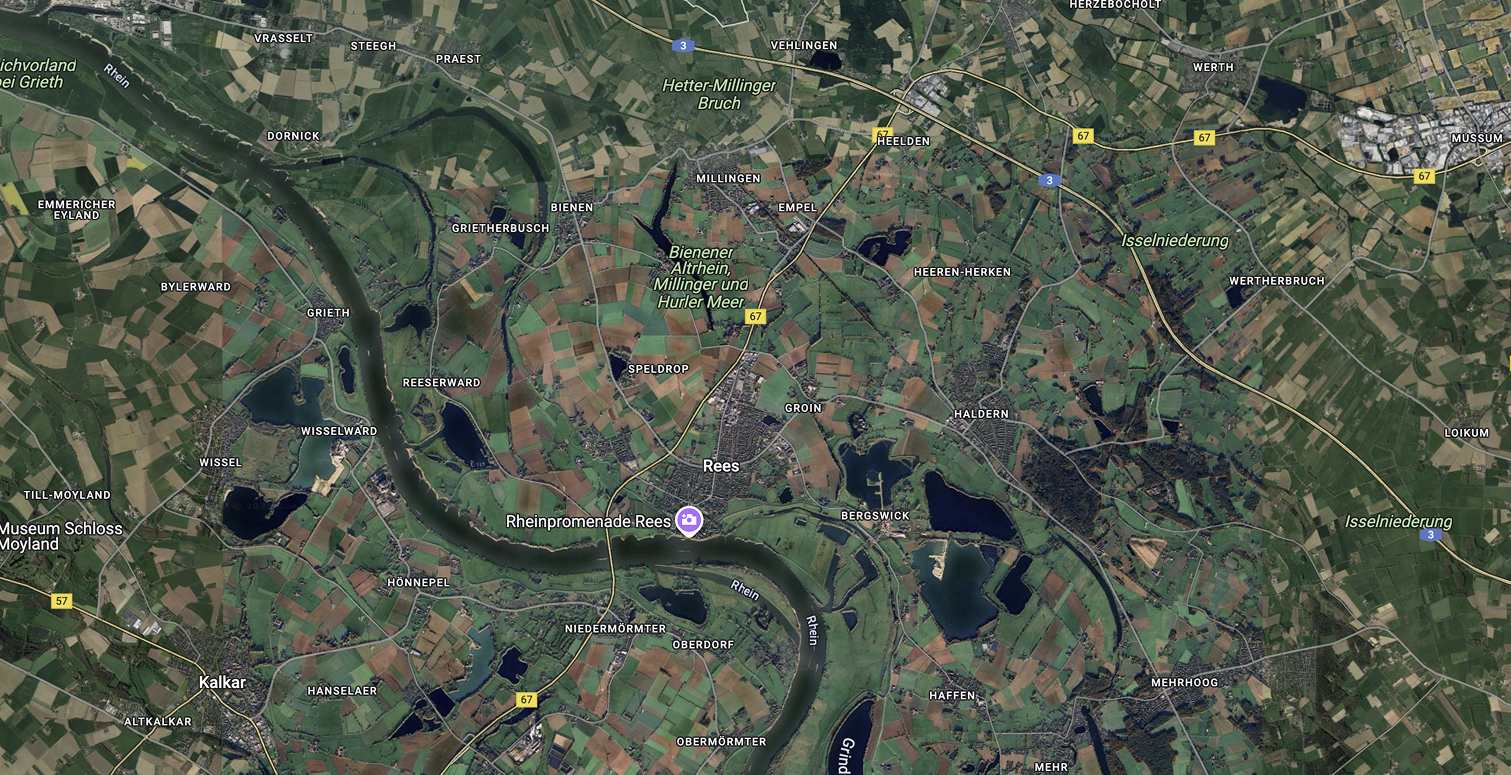 HERZEBOCHOLT
VRASSELT
STEEGH
3
VEHLINGEN
PRAEST
ichvorland
bei Grieth
Rhein
WERTH
Hetter-Millinger
Bruch
DORNICK
67
HEELDEN
67
67
MUSSUM
MILLINGEN
3
67
EMMERICHER
EYLAND
BIENEN
EMPEL
GRIETHERBUSCH
Isselniederung
Bienener
Altrhein,
Millinger und
Hurler Meer
HEEREN-HERKEN
WERTHERBRUCH
BYLERWARD
GRIETH
67
SPELDROP
REESERWARD
GROIN
HALDERN
WISSELWARD
LOIKUM
WISSEL
Rees
TILL-MOYLAND
Museum Schloss
Moyland
Rheinpromenade Rees
BERGSWICK
Isselniederung
3
HÖNNEPEL
Rhein
57
NIEDERMÖRMTER
Rhein
OBERDORF
Kalkar
HANSELAER
67
HAFFEN
MEHRHOOG
ALTKALKAR
OBERMÖRMTER
Grind
MEHR